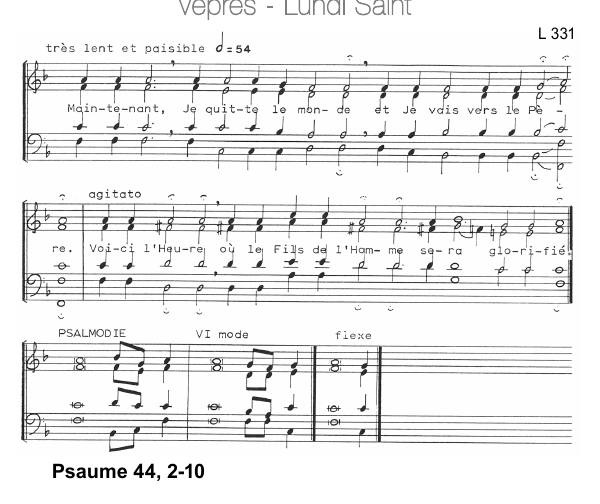 Vêpres - Lundi Saint
L 331
très lent et paisible = 54
Main-te-nant, Je quit-te le mon-de et Je vais vers le Pè -
agitato
re. Voi-ci l'Heu-re où le Fils de l'Hom-me se-ra glo-rifié.
PSALMODIE VI mode flexe
Psaume 44, 2-10